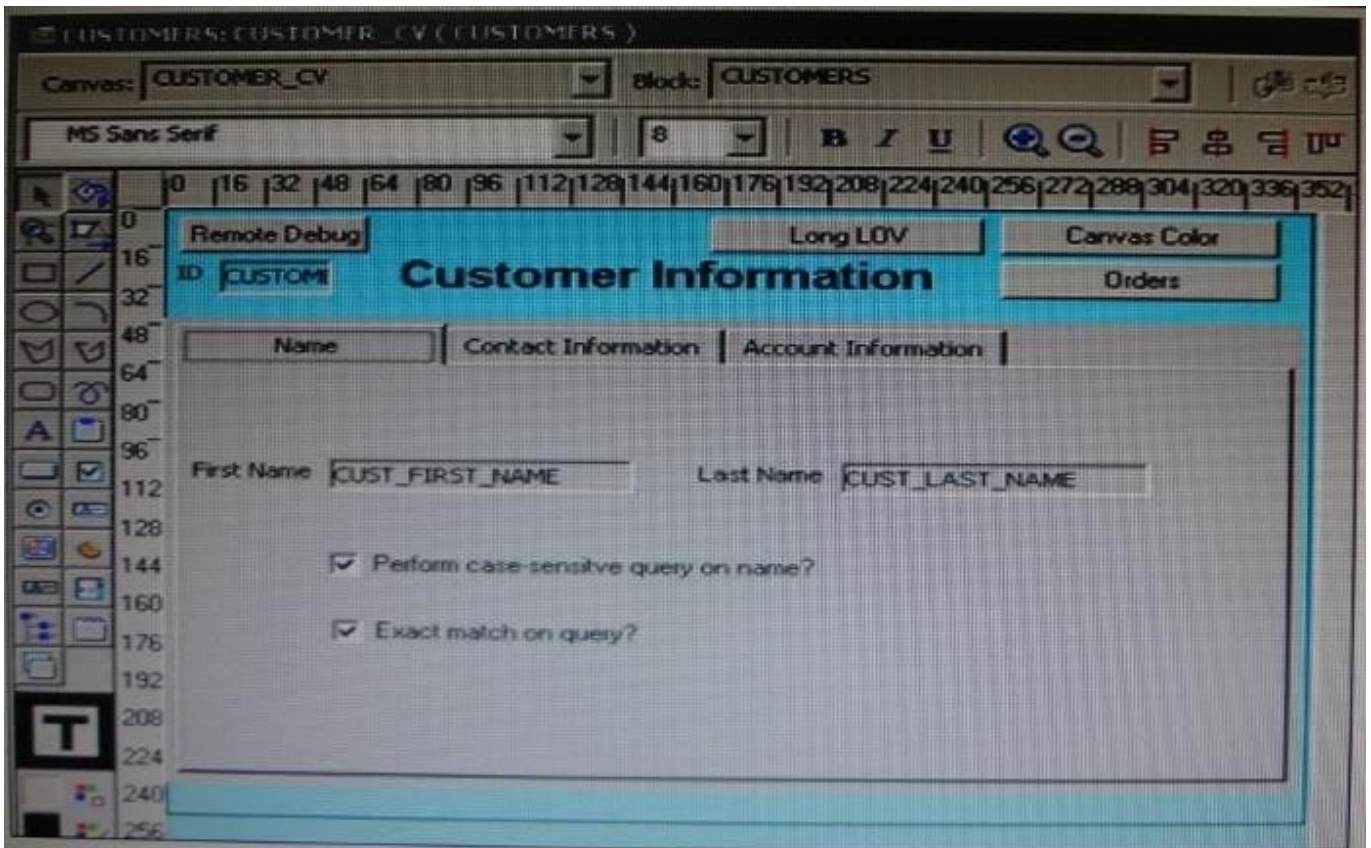 CUSTOMERS: CUSTOMER_CV ( CUSTOMERS )
Canvas: CUSTOMER_CV Block: CUSTOMERS
MS Sans Serif 8 B I U
0 16 32 48 64 80 96 112 128 144 160 176 192 208 224 240 256 272 288 304 320 336 352
0
16
32
48
64
80
96
112
128
144
160
176
192
208
224
240
256
Remote Debug Long LOV Canvas Color
ID CUSTOME Customer Information Orders
Name Contact Information Account Information
First Name CUST_FIRST_NAME Last Name CUST_LAST_NAME
Perform case-sensitve query on name?
Exact match on query?
A
T